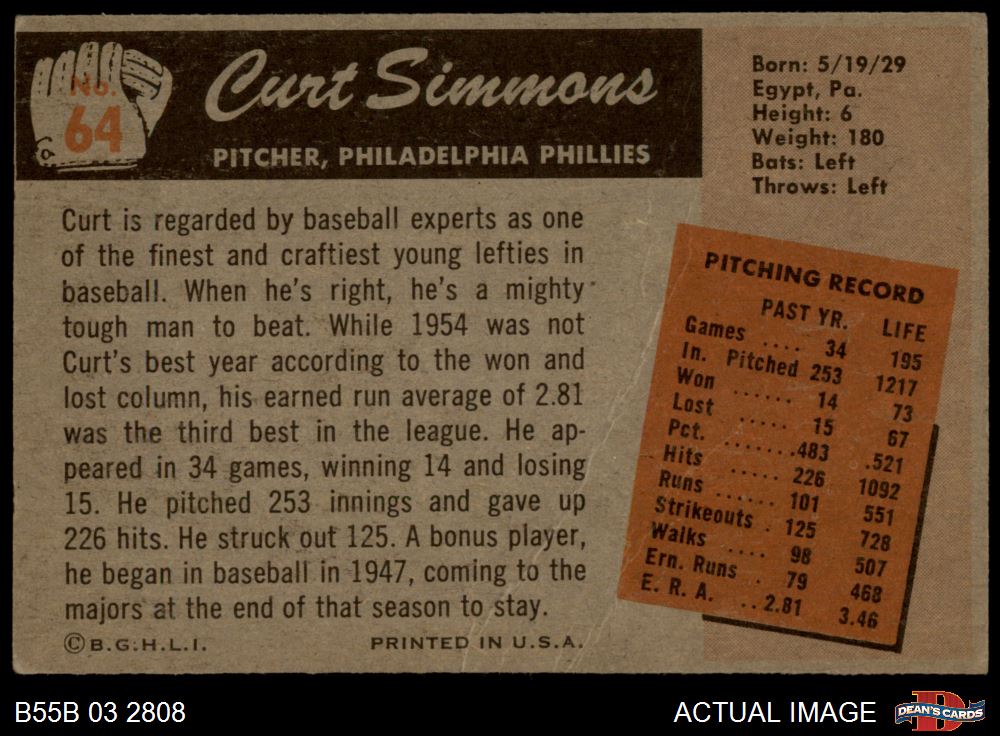 No.
64
Curt Simmons
PITCHER, PHILADELPHIA PHILLIES
Born: 5/19/29
Egypt, Pa.
Height: 6
Weight: 180
Bats: Left
Throws: Left
Curt is regarded by baseball experts as one
of the finest and craftiest young lefties in
baseball. When he's right, he's a mighty
tough man to beat. While 1954 was not
Curt's best year according to the won and
lost column, his earned run average of 2.81
was the third best in the league. He ap-
peared in 34 games, winning 14 and losing
15. He pitched 253 innings and gave up
226 hits. He struck out 125. A bonus player,
he began in baseball in 1947, coming to the
majors at the end of that season to stay.
©B.G.H.L.I. PRINTED IN U.S.A.
PITCHING RECORD
PAST YR. LIFE
Games .... 34 195
In. Pitched 253 1217
Won ...... 14 73
Lost ..... 15 67
Pct. .......483 .521
Hits ..... 226 1092
Runs ...... 101 551
Strikeouts . 125 728
Walks .... 98 507
Ern. Runs . 79 468
E. R. A. ..2.81 3.46
B55B 03 2808 ACTUAL IMAGE DEAN'S CARDS